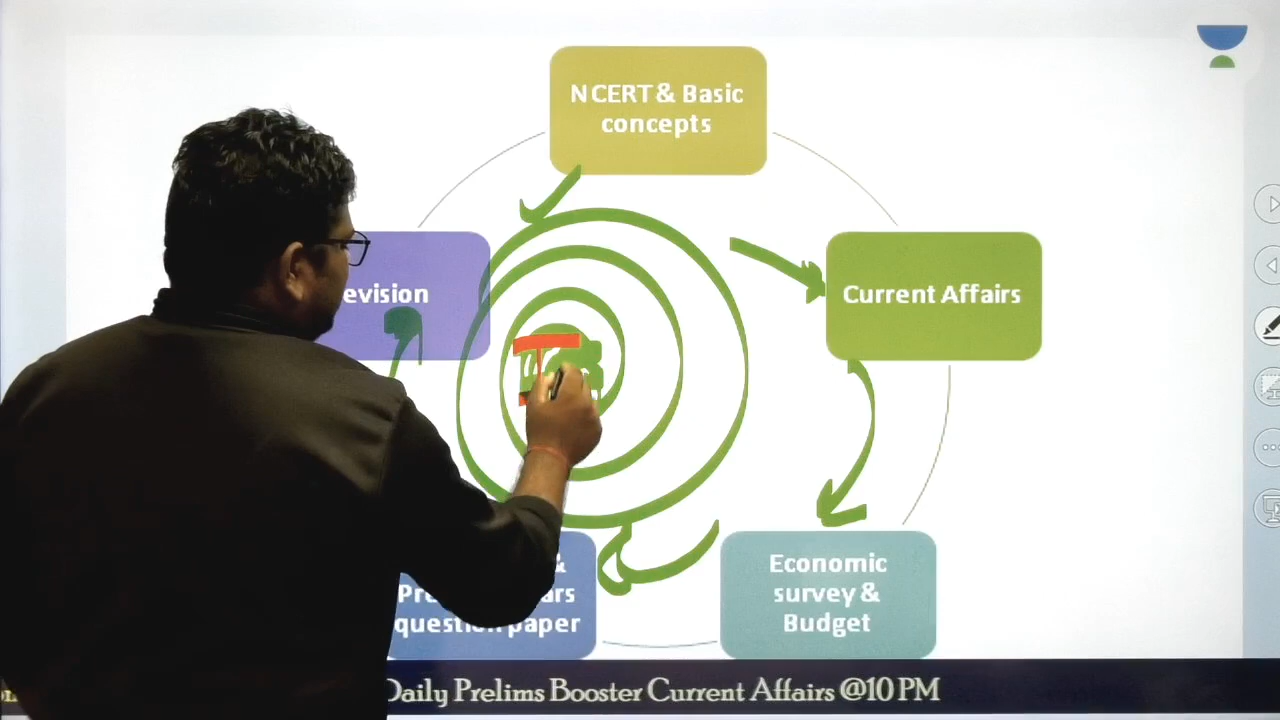 NCERT & Basic
concepts
evision
Current Affairs
&
Economic
survey &
Budget
Pre ars
question paper
Daily Prelims Booster Current Affairs @10 PM